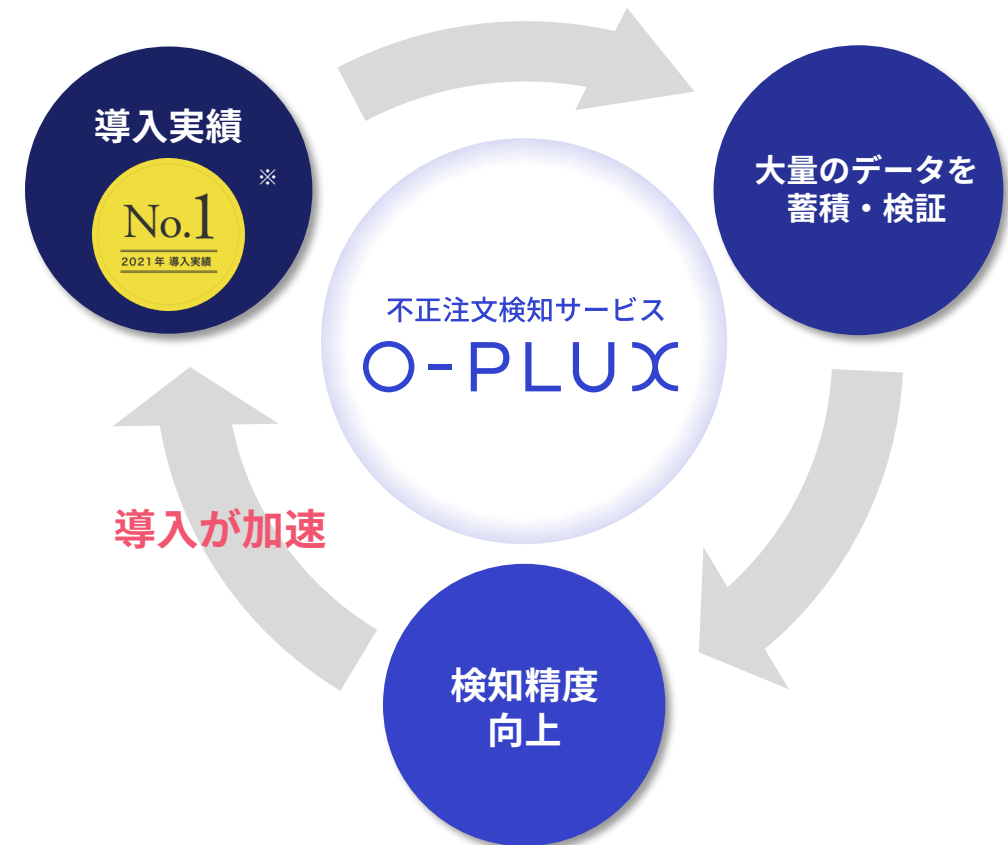 導入実績
※
No.1
2021年 導入実績
大量のデータを
蓄積・検証
不正注文検知サービス
O-PLUX
導入が加速
検知精度
向上